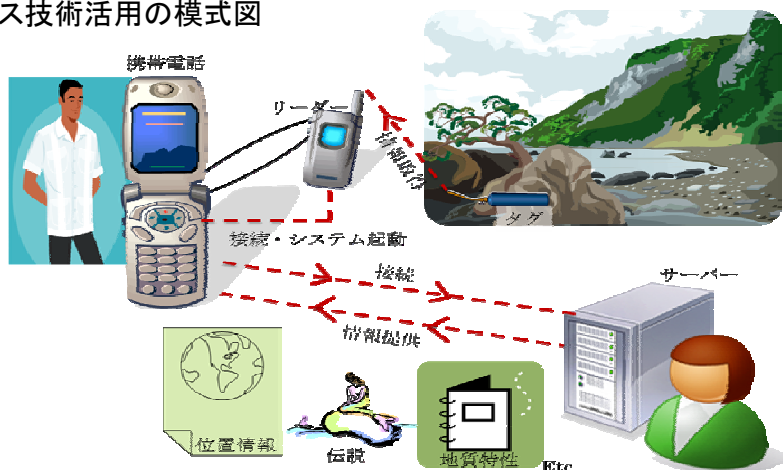 ス技術活用の模式図
携帯電話
リーダー
情報取得
タグ
接続・システム起動
接続
サーバー
情報提供
位置情報
伝説
地質特性
Etc